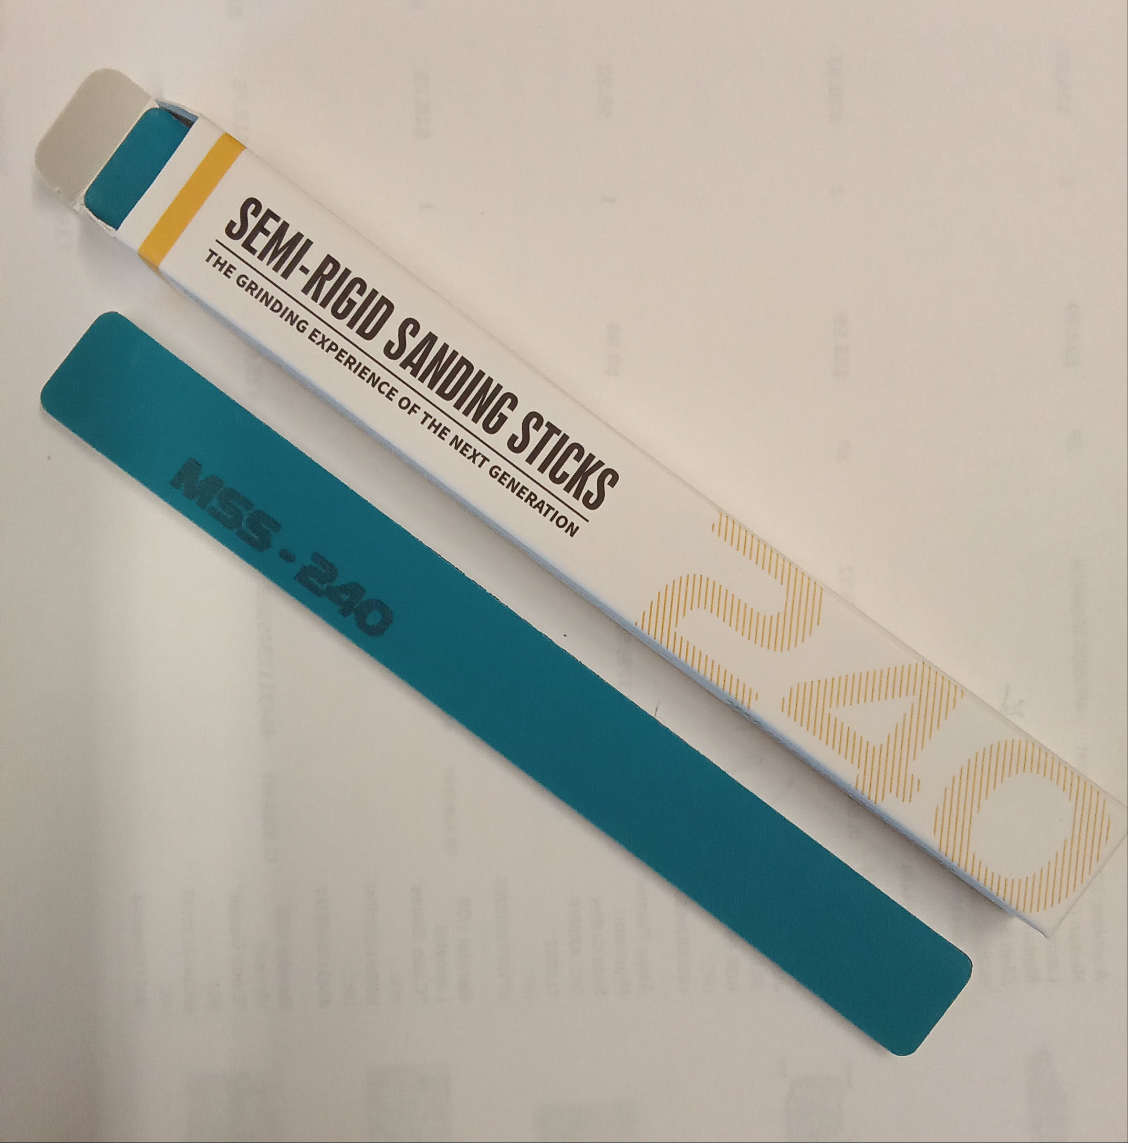 SEMI-RIGID SANDING STICKS
THE GRINDING EXPERIENCE OF THE NEXT GENERATION
240
MSS · 240